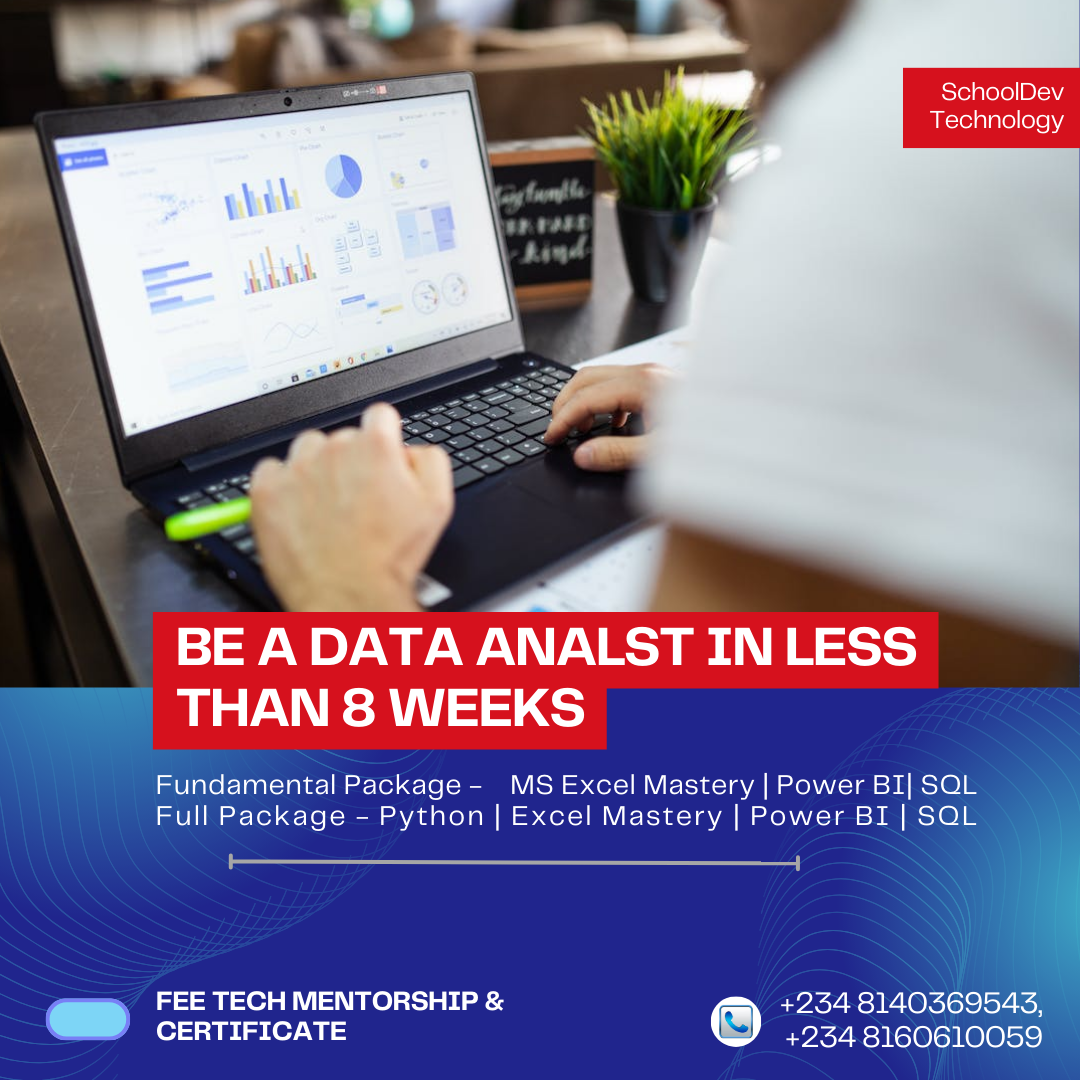 SchoolDev
Technology
BE A DATA ANALST IN LESS
THAN 8 WEEKS
Fundamental Package - MS Excel Mastery | Power BI| SQL
Full Package - Python | Excel Mastery | Power BI | SQL
FEE TECH MENTORSHIP &
CERTIFICATE
+234 8140369543,
+234 8160610059